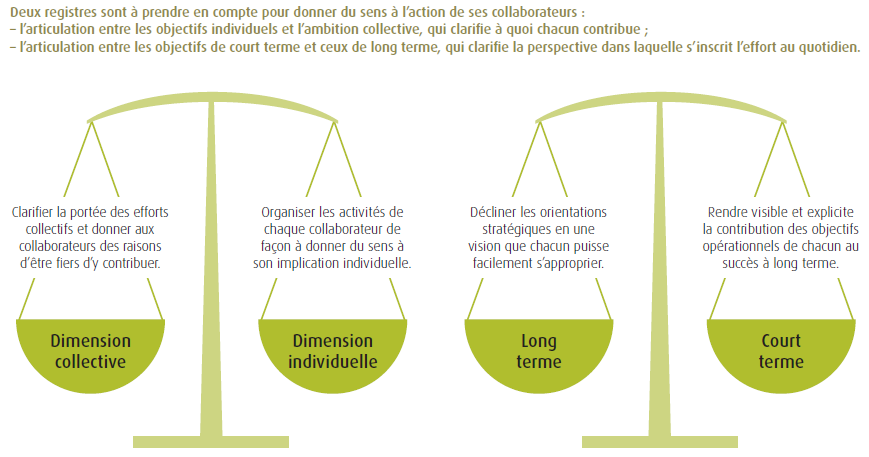 Deux registres sont à prendre en compte pour donner du sens à l'action de ses collaborateurs :
– l'articulation entre les objectifs individuels et l'ambition collective, qui clarifie à quoi chacun contribue ;
– l'articulation entre les objectifs de court terme et ceux de long terme, qui clarifie la perspective dans laquelle s'inscrit l'effort au quotidien.
Clarifier la portée des efforts
collectifs et donner aux
collaborateurs des raisons
d'être fiers d'y contribuer.
Dimension
collective
Organiser les activités de
chaque collaborateur de
façon à donner du sens à
son implication individuelle.
Dimension
individuelle
Décliner les orientations
stratégiques en une
vision que chacun puisse
facilement s'approprier.
Long
terme
Rendre visible et explicite
la contribution des objectifs
opérationnels de chacun au
succès à long terme.
Court
terme